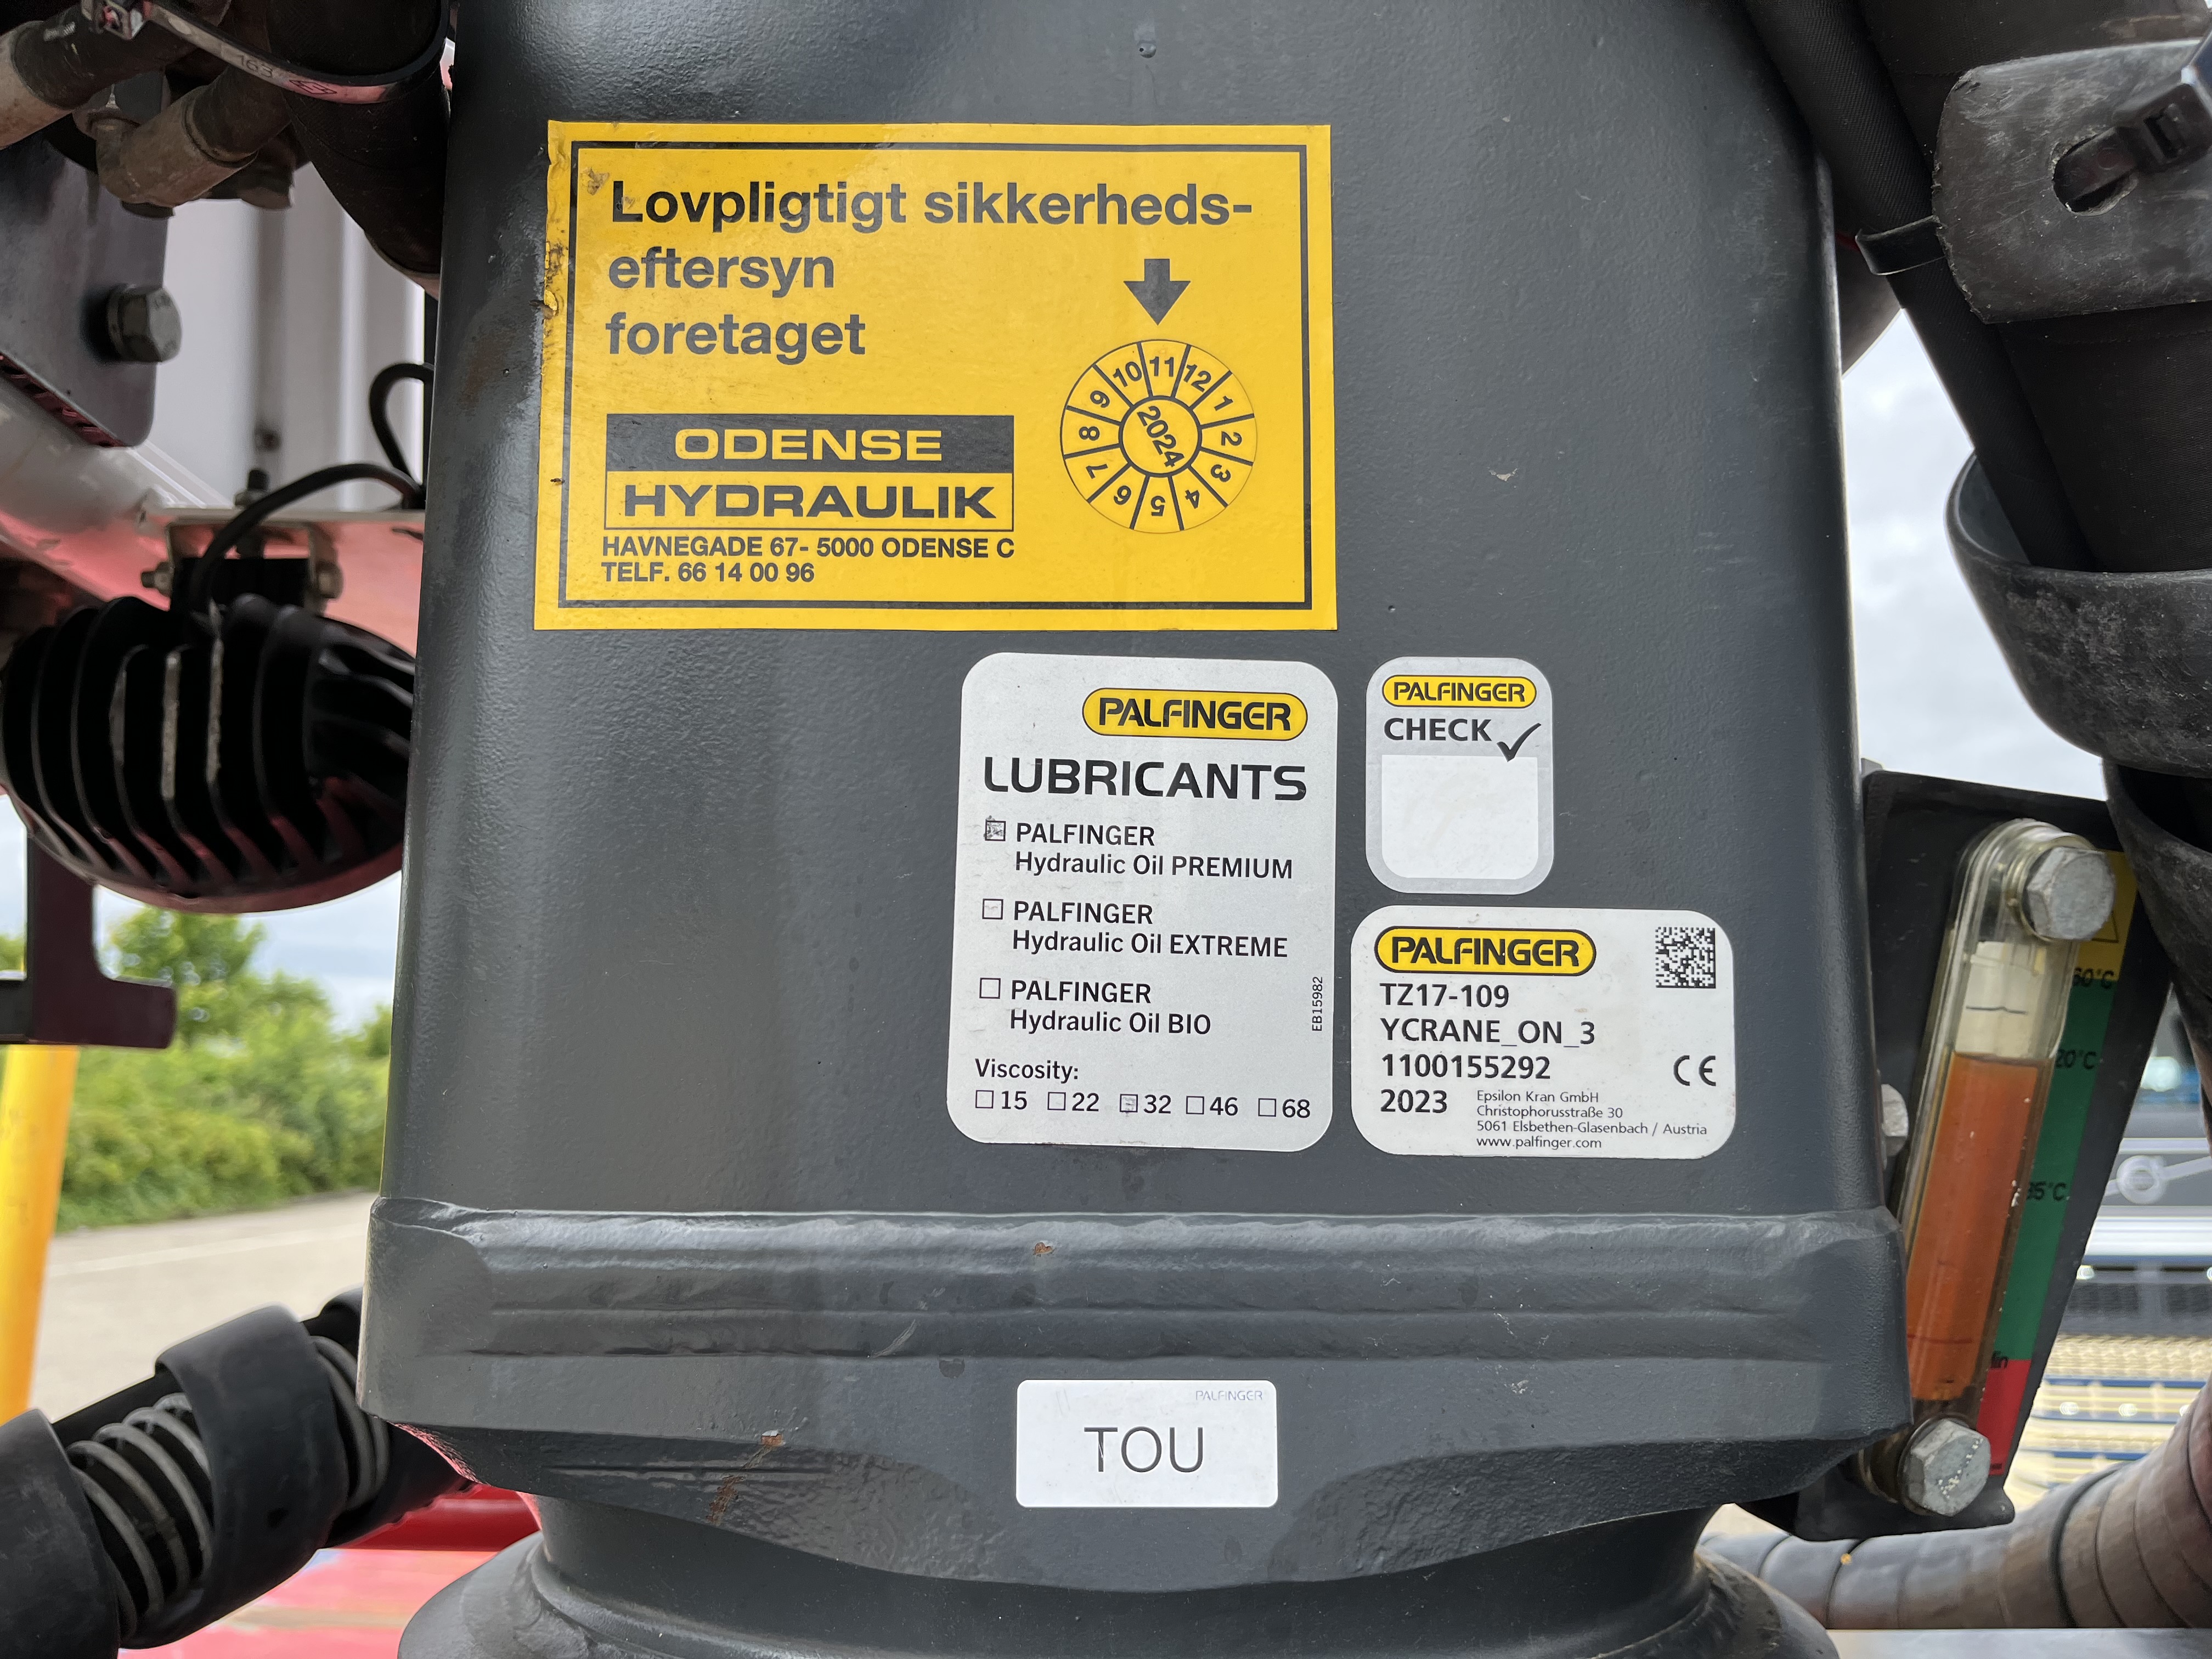 163
Lovpligtigt sikkerheds-
eftersyn
foretaget
ODENSE
HYDRAULIK
HAVNEGADE 67- 5000 ODENSE C
TELF. 66 14 00 96
10 11 12 1 2 3 4 5 6 7 8 9
2024
PALFINGER
LUBRICANTS
PALFINGER
Hydraulic Oil PREMIUM
PALFINGER
Hydraulic Oil EXTREME
PALFINGER
Hydraulic Oil BIO
Viscosity:
15 22 32 46 68
EB15982
PALFINGER
CHECK
PALFINGER
TZ17-109
YCRANE_ON_3
1100155292
2023
CE
Epsilon Kran GmbH
Christophorusstraße 30
5061 Elsbethen-Glasenbach / Austria
www.palfinger.com
60°C
20°C
PALFINGER
TOU